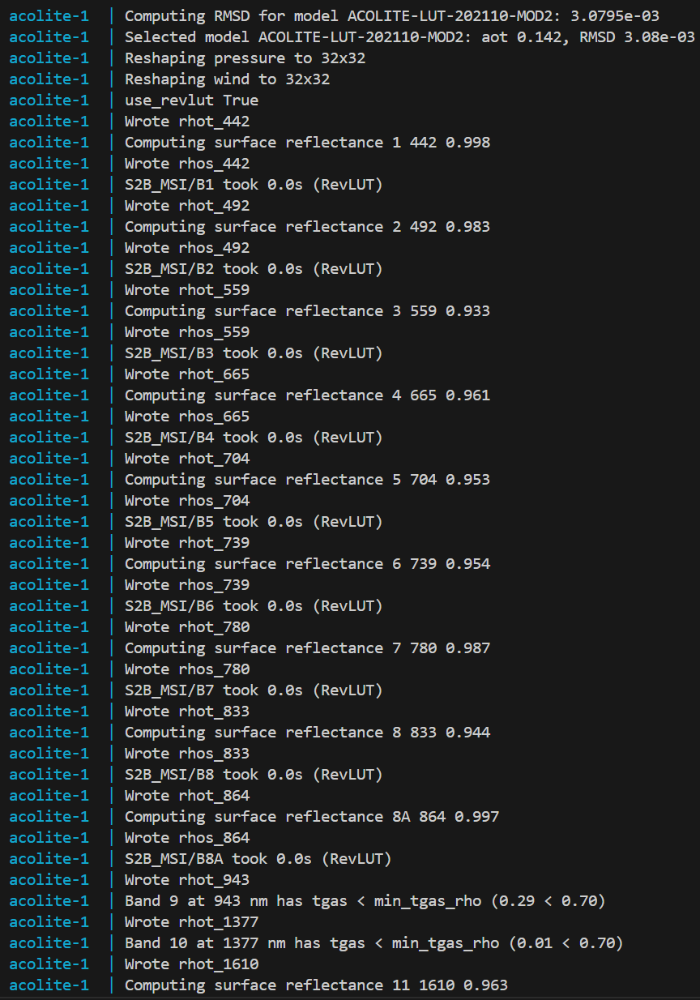 acolite-1 | Computing RMSD for model ACOLITE-LUT-202110-MOD2: 3.0795e-03
acolite-1 | Selected model ACOLITE-LUT-202110-MOD2: aot 0.142, RMSD 3.08e-03
acolite-1 | Reshaping pressure to 32x32
acolite-1 | Reshaping wind to 32x32
acolite-1 | use_revlut True
acolite-1 | Wrote rhot_442
acolite-1 | Computing surface reflectance 1 442 0.998
acolite-1 | Wrote rhos_442
acolite-1 | S2B_MSI/B1 took 0.0s (RevLUT)
acolite-1 | Wrote rhot_492
acolite-1 | Computing surface reflectance 2 492 0.983
acolite-1 | Wrote rhos_492
acolite-1 | S2B_MSI/B2 took 0.0s (RevLUT)
acolite-1 | Wrote rhot_559
acolite-1 | Computing surface reflectance 3 559 0.933
acolite-1 | Wrote rhos_559
acolite-1 | S2B_MSI/B3 took 0.0s (RevLUT)
acolite-1 | Wrote rhot_665
acolite-1 | Computing surface reflectance 4 665 0.961
acolite-1 | Wrote rhos_665
acolite-1 | S2B_MSI/B4 took 0.0s (RevLUT)
acolite-1 | Wrote rhot_704
acolite-1 | Computing surface reflectance 5 704 0.953
acolite-1 | Wrote rhos_704
acolite-1 | S2B_MSI/B5 took 0.0s (RevLUT)
acolite-1 | Wrote rhot_739
acolite-1 | Computing surface reflectance 6 739 0.954
acolite-1 | Wrote rhos_739
acolite-1 | S2B_MSI/B6 took 0.0s (RevLUT)
acolite-1 | Wrote rhot_780
acolite-1 | Computing surface reflectance 7 780 0.987
acolite-1 | Wrote rhos_780
acolite-1 | S2B_MSI/B7 took 0.0s (RevLUT)
acolite-1 | Wrote rhot_833
acolite-1 | Computing surface reflectance 8 833 0.944
acolite-1 | Wrote rhos_833
acolite-1 | S2B_MSI/B8 took 0.0s (RevLUT)
acolite-1 | Wrote rhot_864
acolite-1 | Computing surface reflectance 8A 864 0.997
acolite-1 | Wrote rhos_864
acolite-1 | S2B_MSI/B8A took 0.0s (RevLUT)
acolite-1 | Wrote rhot_943
acolite-1 | Band 9 at 943 nm has tgas < min_tgas_rho (0.29 < 0.70)
acolite-1 | Wrote rhot_1377
acolite-1 | Band 10 at 1377 nm has tgas < min_tgas_rho (0.01 < 0.70)
acolite-1 | Wrote rhot_1610
acolite-1 | Computing surface reflectance 11 1610 0.963